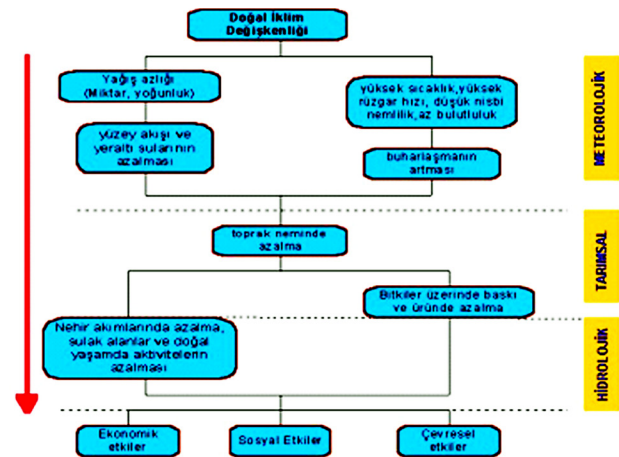 Doğal İklim
Değişkenliği
Yağış azlığı
(Miktar, yoğunluk)
yüksek sıcaklık,yüksek
rüzgar hızı, düşük nisbi
nemlilik,az bulutluluk
yüzey akışı ve
yeraltı sularının
azalması
buharlaşmanın
artması
METEOROLOJİK
toprak neminde
azalma
TARIMSAL
Bitkiler üzerinde baskı
ve üründe azalma
Nehir akımlarında azalma,
sulak alanlar ve doğal
yaşamda aktivitelerin
azalması
HİDROLOJİK
Ekonomik
etkiler
Sosyal Etkiler
Çevresel
etkiler